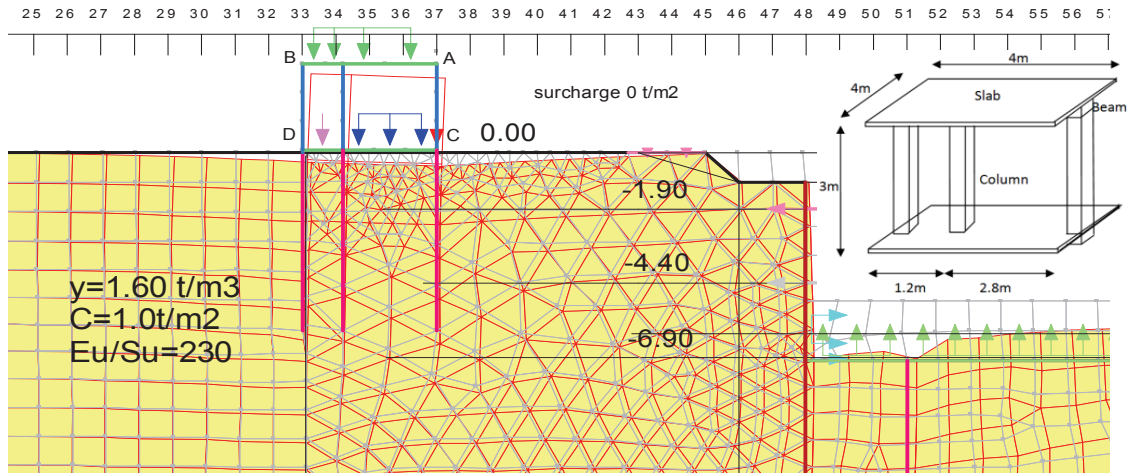 25 26 27 28 29 30 31 32 33 34 35 36 37 38 39 40 41 42 43 44 45 46 47 48 49 50 51 52 53 54 55 56 57
B
A
surcharge 0 t/m2
D
C
0.00
-1.90
-4.40
-6.90
y=1.60 t/m3
C=1.0t/m2
Eu/Su=230
4m
4m
Slab
Beam
3m
Column
1.2m
2.8m